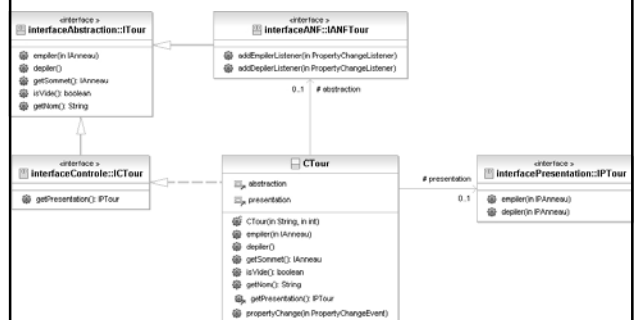 «interface»
interfaceAbstraction::ITour
empiler(in IAnneau)
depiler()
getSommet(): IAnneau
isVide(): boolean
getNom(): String
«interface»
interfaceANF::IANFTour
addEmpilerListener(in PropertyChangeListener)
addDepilerListener(in PropertyChangeListener)
0..1 # abstraction
«interface»
interfaceControle::ICTour
getPresentation(): IPTour
CTour
abstraction
presentation
CTour(in String, in int)
empiler(in IAnneau)
depiler()
getSommet(): IAnneau
isVide(): boolean
getNom(): String
getPresentation(): IPTour
propertyChange(in PropertyChangeEvent)
# presentation
0..1
«interface»
interfacePresentation::IPTour
empiler(in IPAnneau)
depiler(in IPAnneau)